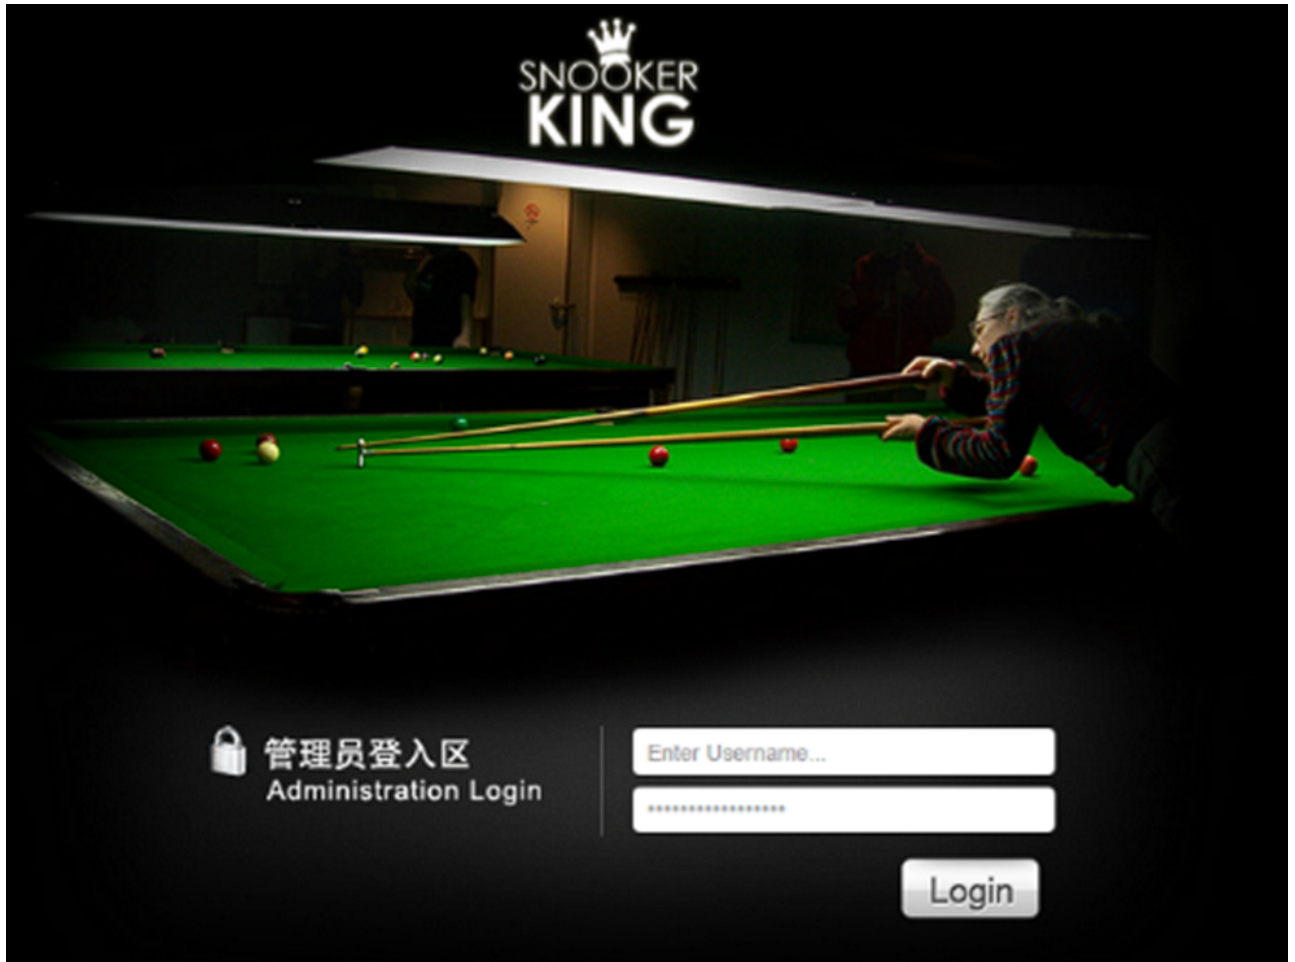 SNOOKER
KING
管理员登入区
Administration Login
Enter Username...
•••••••••••••••••
Login